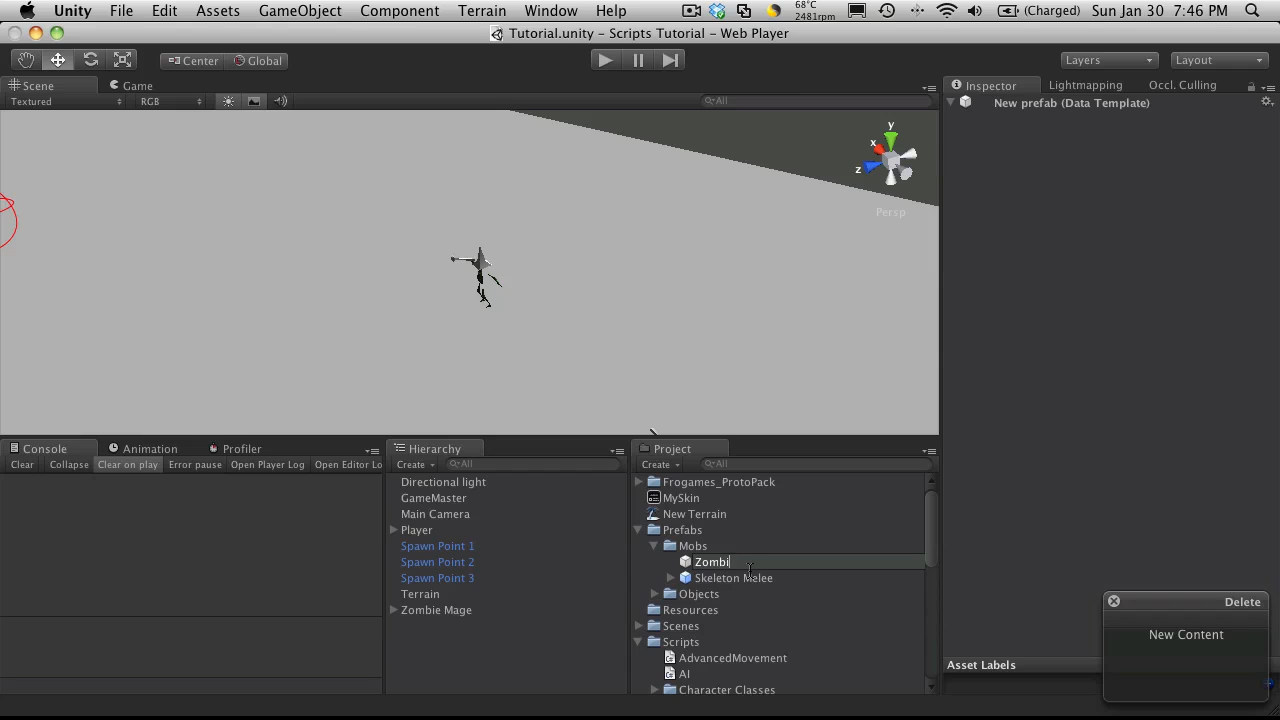 Unity File Edit Assets GameObject Component Terrain Window Help 68°C 2481rpm (Charged) Sun Jan 30 7:46 PM
Tutorial.unity – Scripts Tutorial – Web Player
Center Global Layers Layout
Scene Game Inspector Lightmapping Occl. Culling
Textured RGB All
New prefab (Data Template)
y
x
z
Persp
Console Animation Profiler
Clear Collapse Clear on play Error pause Open Player Log Open Editor Lo
Hierarchy
Create All
Directional light
GameMaster
Main Camera
Player
Spawn Point 1
Spawn Point 2
Spawn Point 3
Terrain
Zombie Mage
Project
Create All
Frogames_ProtoPack
MySkin
New Terrain
Prefabs
Mobs
Zombi
Skeleton Melee
Objects
Resources
Scenes
Scripts
AdvancedMovement
AI
Character Classes
Asset Labels
Delete
New Content